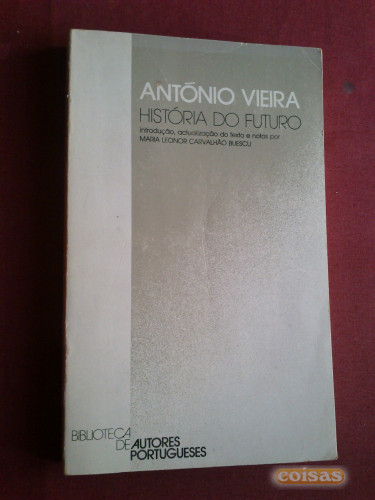 ANTÓNIO VIEIRA
HISTÓRIA DO FUTURO
introdução, actualização do texto e notas por
MARIA LEONOR CARVALHÃO BUESCU
BIBLIOTECA
DE AUTORES
PORTUGUESES
coisas